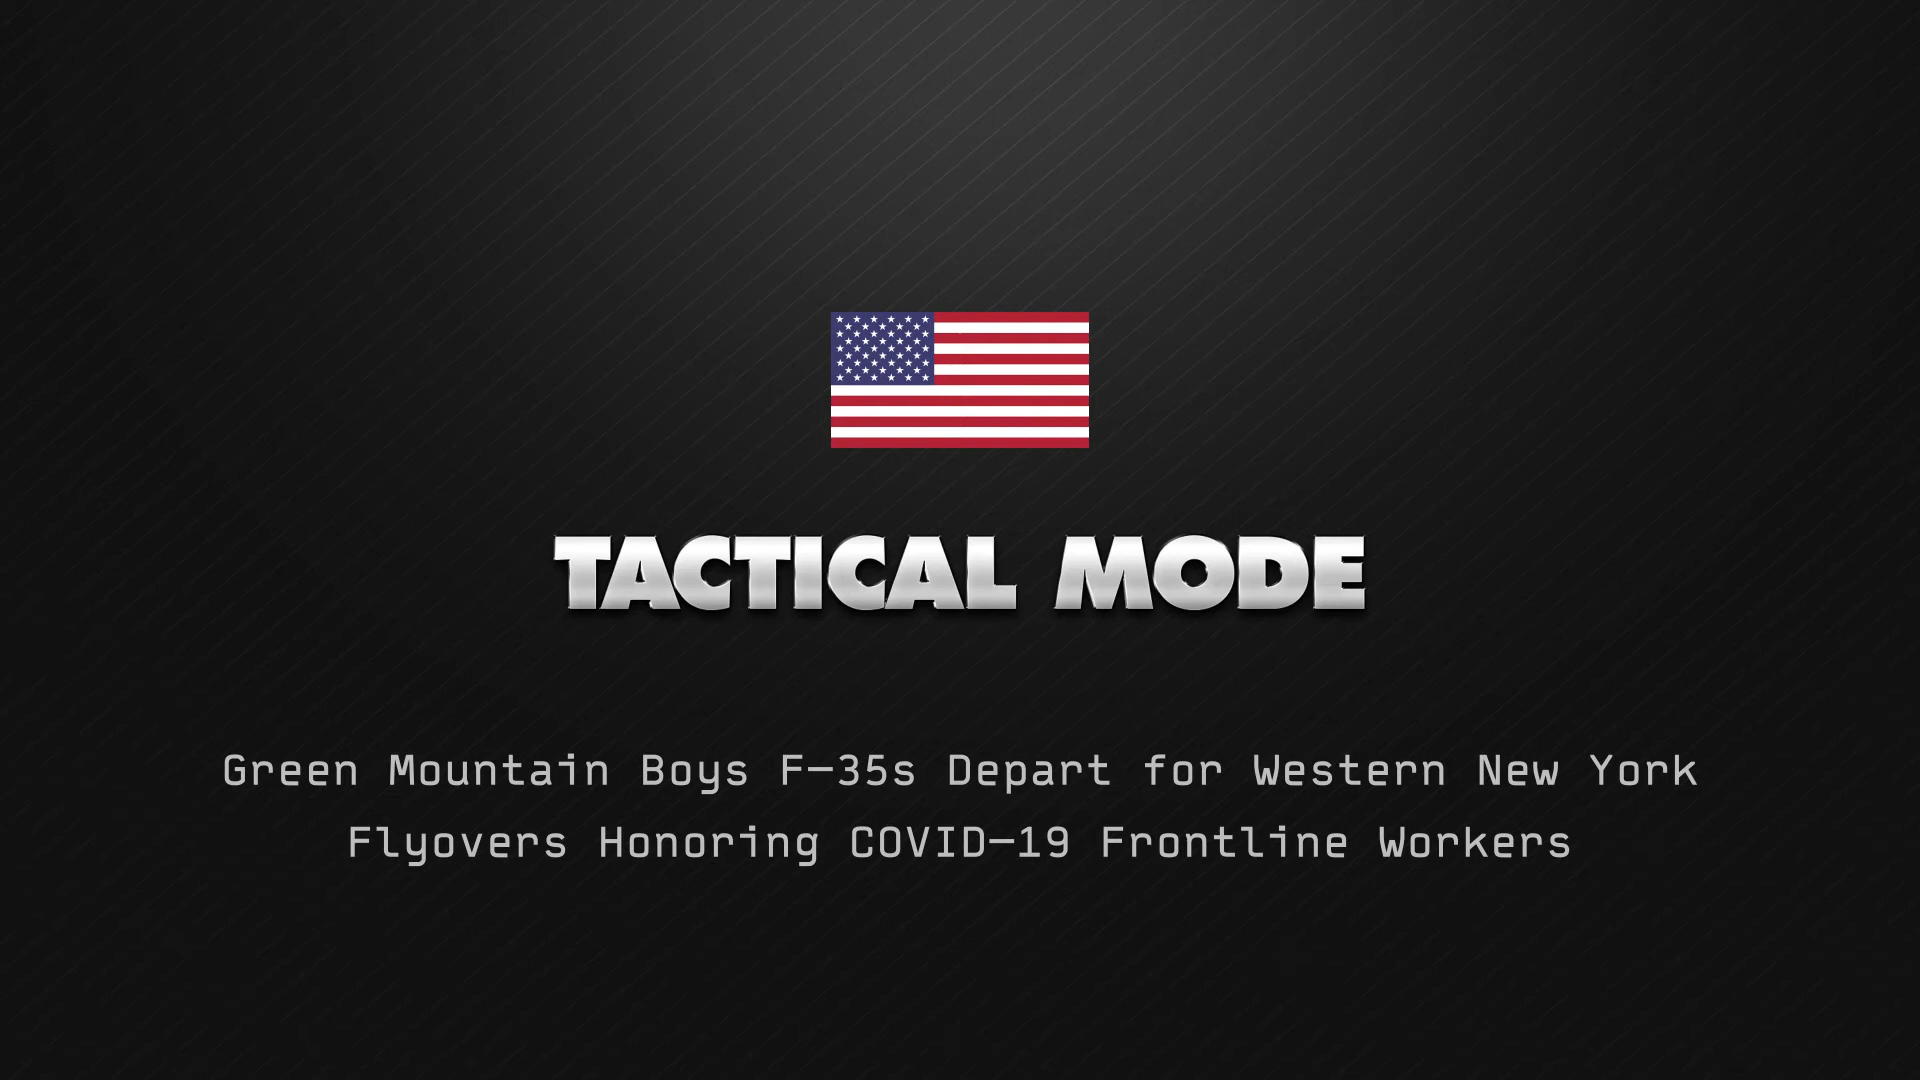 TACTICAL MODE
Green Mountain Boys F-35s Depart for Western New York
Flyovers Honoring COVID-19 Frontline Workers